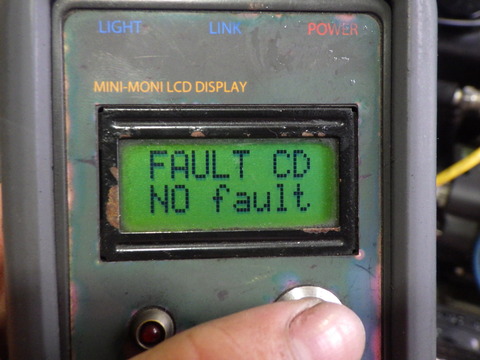 LIGHT LINK POWER
MINI-MONI LCD DISPLAY
FAULT CD
NO fault